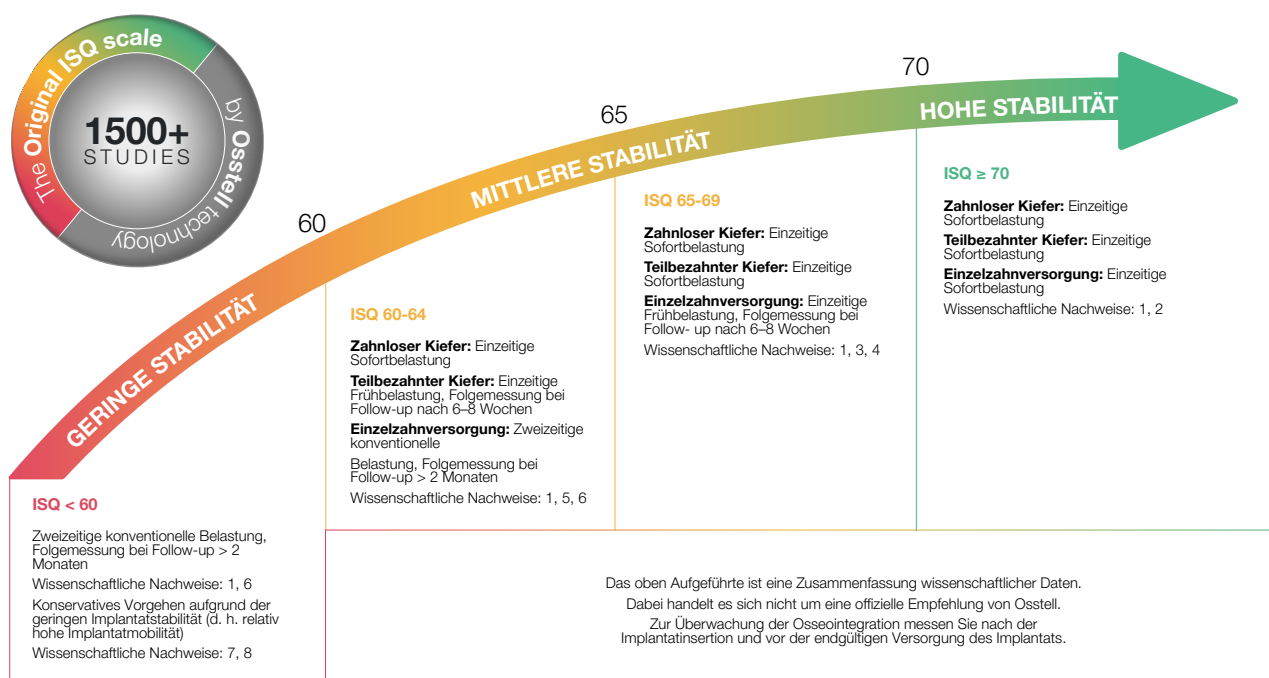 The Original ISQ scale
by Osstell technology
1500+
STUDIES
60
65
70
GERINGE STABILITÄT
MITTLERE STABILITÄT
HOHE STABILITÄT
ISQ < 60
Zweizeitige konventionelle Belastung,
Folgemessung bei Follow-up > 2
Monaten
Wissenschaftliche Nachweise: 1, 6
Konservatives Vorgehen aufgrund der
geringen Implantatstabilität (d. h. relativ
hohe Implantatmobilität)
Wissenschaftliche Nachweise: 7, 8
ISQ 60-64
Zahnloser Kiefer: Einzeitige
Sofortbelastung
Teilbezahnter Kiefer: Einzeitige
Frühbelastung, Folgemessung bei
Follow-up nach 6–8 Wochen
Einzelzahnversorgung: Zweizeitige
konventionelle
Belastung, Folgemessung bei
Follow-up > 2 Monaten
Wissenschaftliche Nachweise: 1, 5, 6
ISQ 65-69
Zahnloser Kiefer: Einzeitige
Sofortbelastung
Teilbezahnter Kiefer: Einzeitige
Sofortbelastung
Einzelzahnversorgung: Einzeitige
Frühbelastung, Folgemessung bei
Follow- up nach 6–8 Wochen
Wissenschaftliche Nachweise: 1, 3, 4
ISQ ≥ 70
Zahnloser Kiefer: Einzeitige
Sofortbelastung
Teilbezahnter Kiefer: Einzeitige
Sofortbelastung
Einzelzahnversorgung: Einzeitige
Sofortbelastung
Wissenschaftliche Nachweise: 1, 2
Das oben Aufgeführte ist eine Zusammenfassung wissenschaftlicher Daten.
Dabei handelt es sich nicht um eine offizielle Empfehlung von Osstell.
Zur Überwachung der Osseointegration messen Sie nach der
Implantatinsertion und vor der endgültigen Versorgung des Implantats.